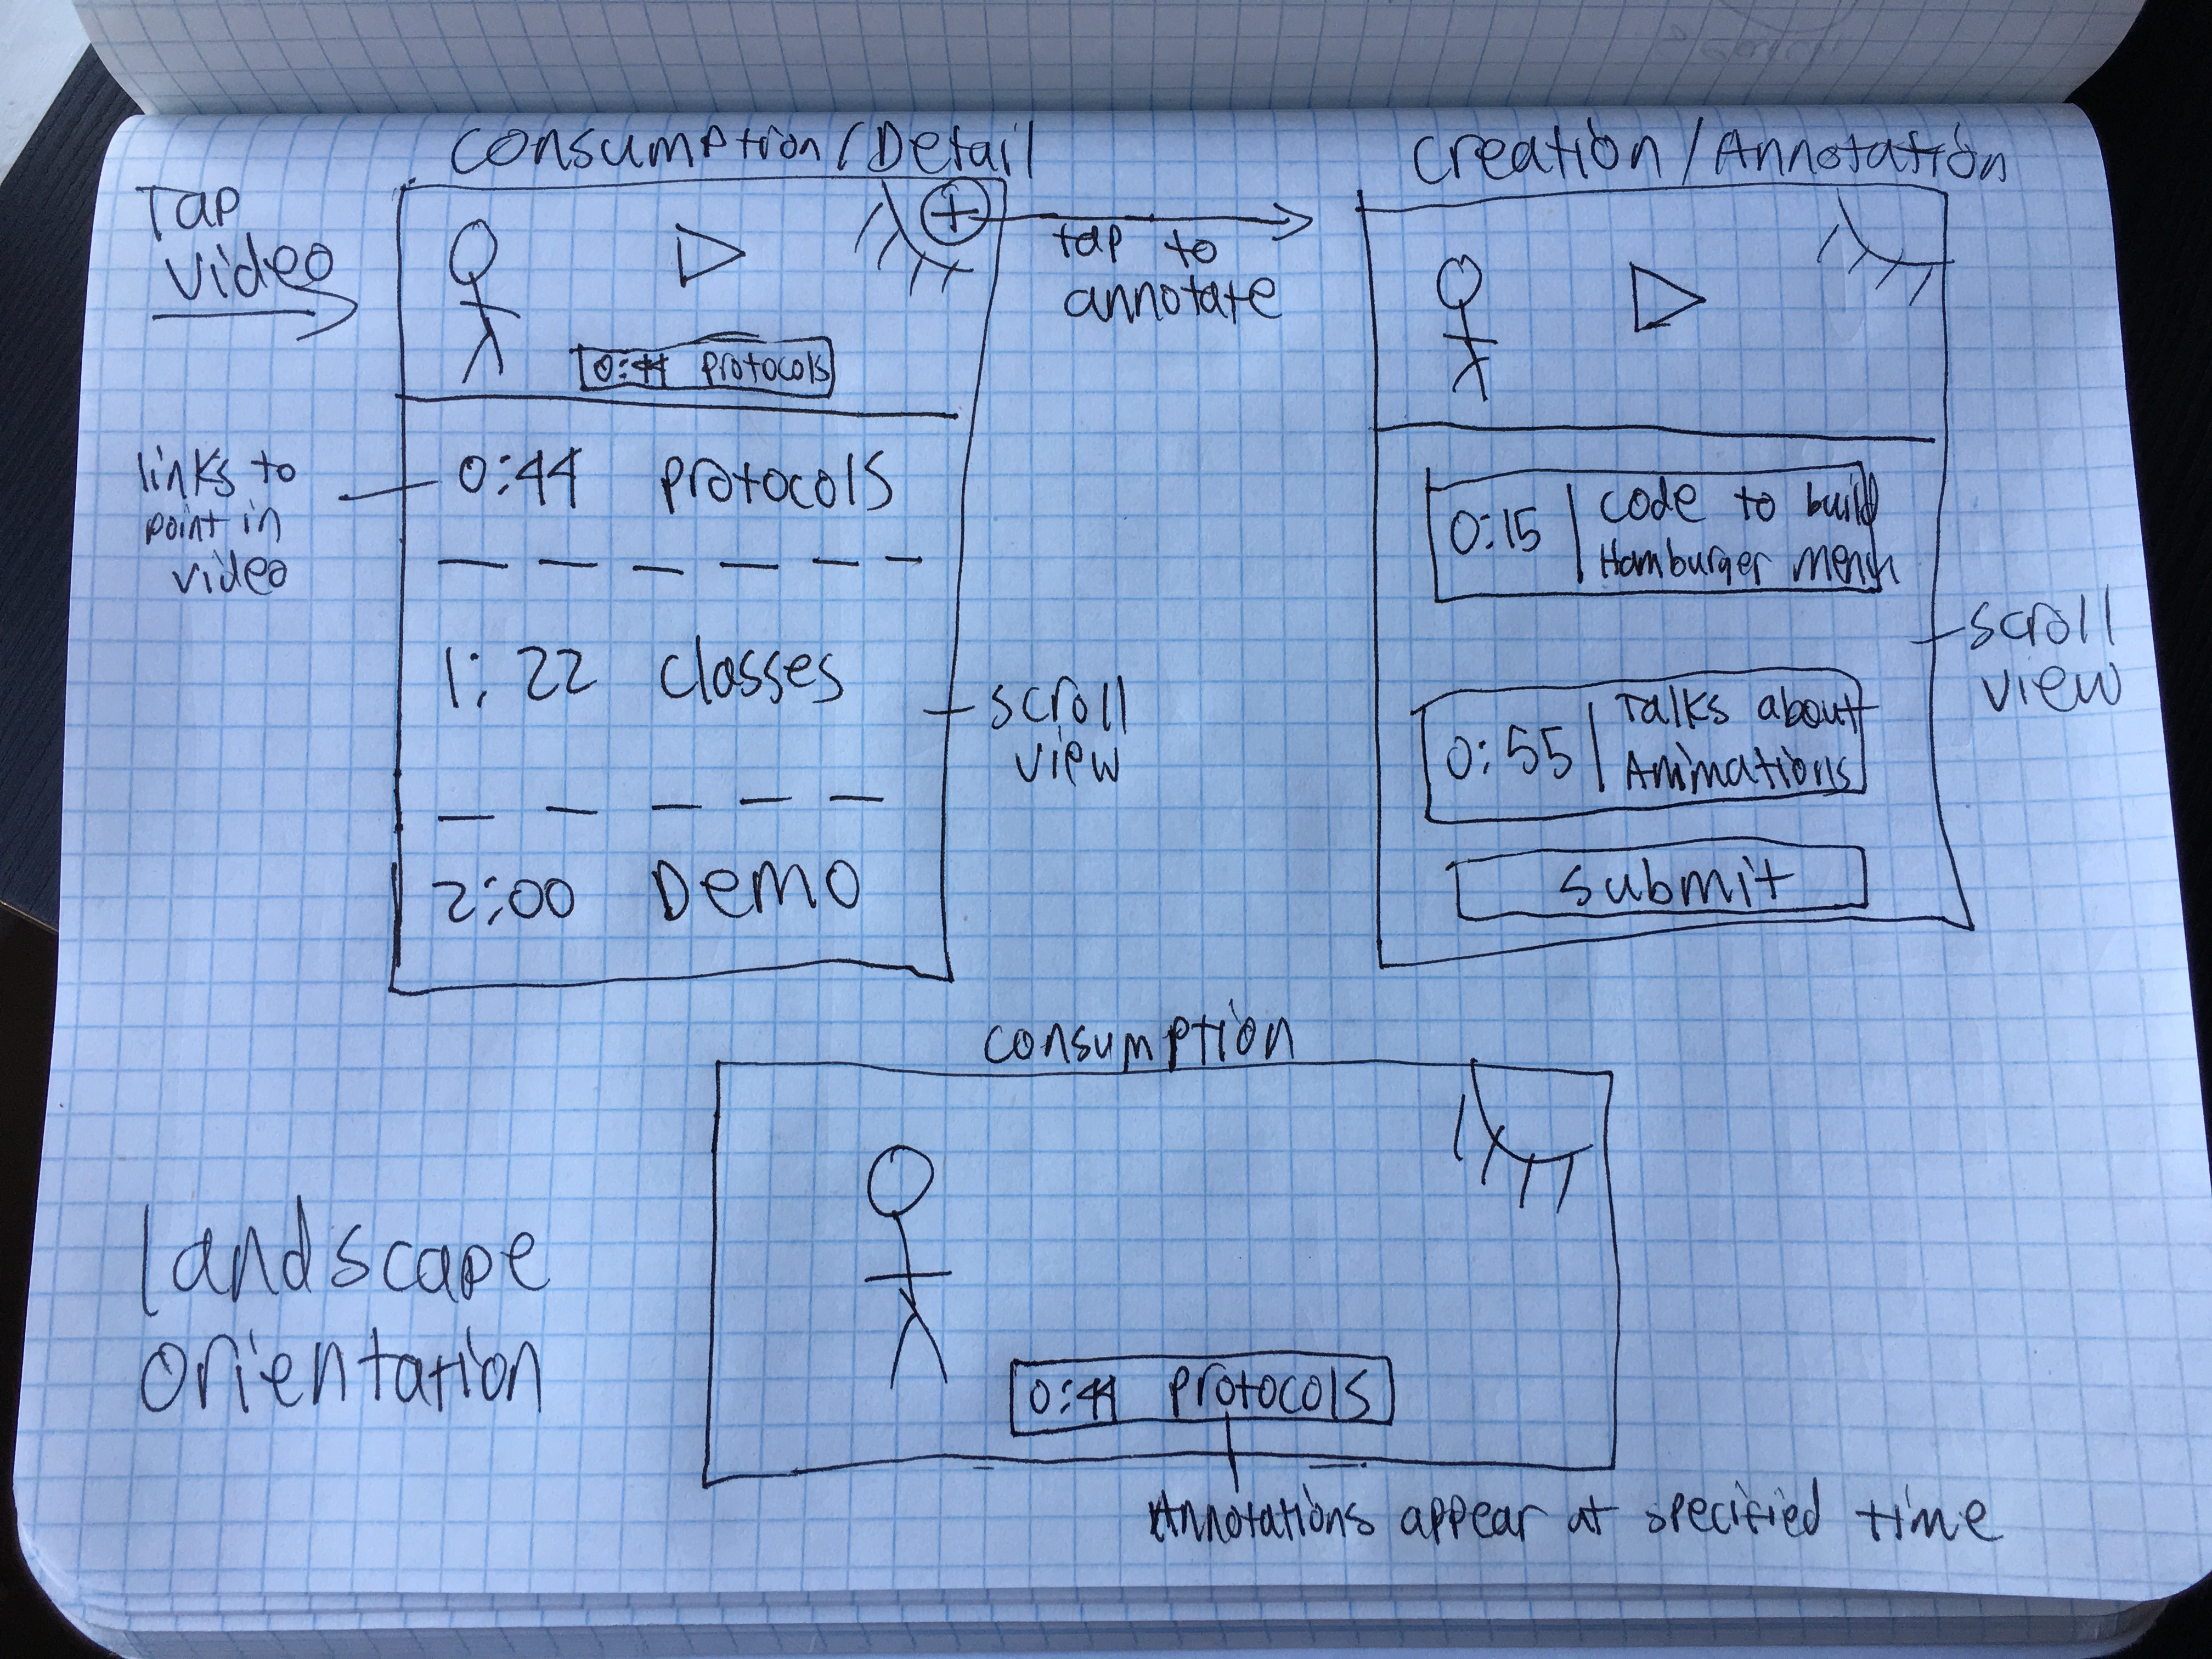 Tap
video
links to
point in
video
Consumption / Detail
0:44 Protocols
0:44 Protocols
1:22 Classes
2:00 Demo
scroll
view
tap to
annotate
Creation / Annotation
0:15 | Code to build
Hamburger menu
0:55 | Talks about
Animations
submit
scroll
view
Landscape
Orientation
Consumption
0:44 Protocols
Annotations appear at specified time